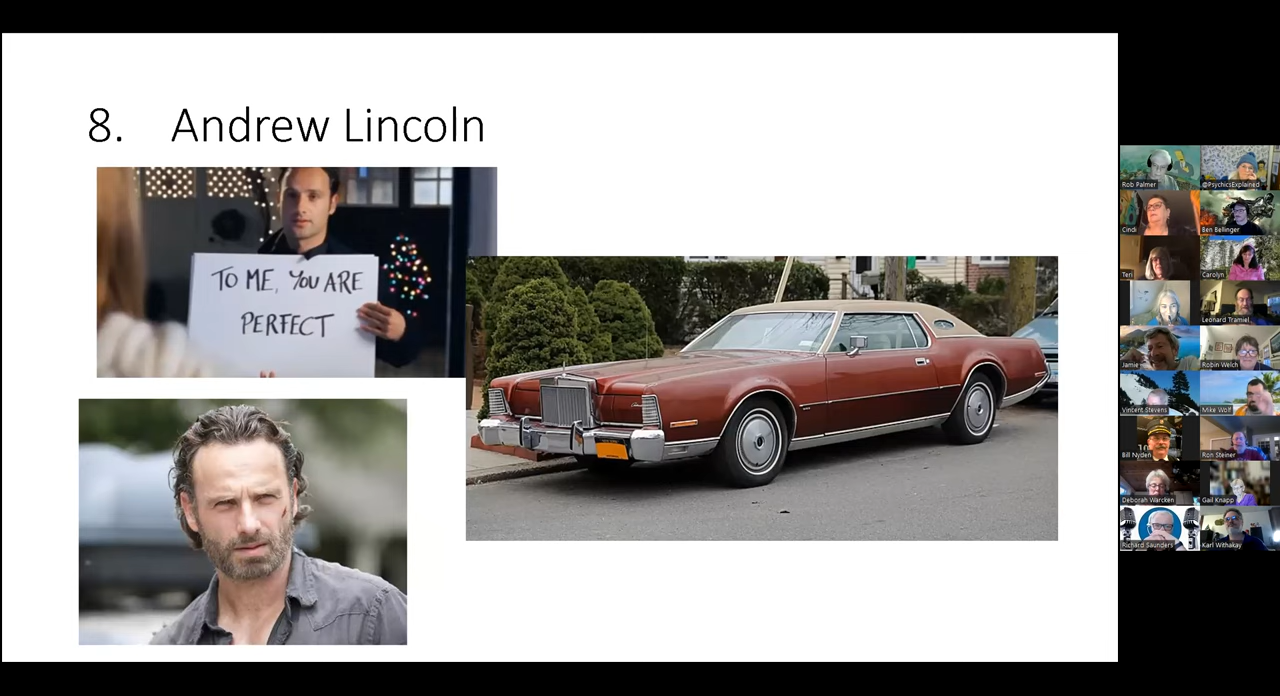 8. Andrew Lincoln
TO ME, YOU ARE
PERFECT
Rob Palmer
@PsychicsExplained
Cindi
Ben Bellinger
Teri
Carolyn
Leonard Tramiel
Jamie
Robin Welch
Vincent Stevens
Mike Wolf
Bill Nyden
Ron Steiner
Deborah Warcken
Gail Knapp
Richard Saunders
Karl Withakay